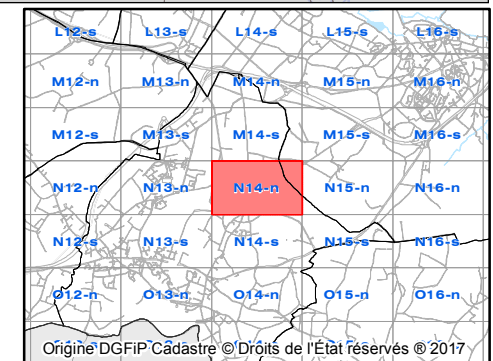 L12-s L13-s L14-s L15-s L16-s
M12-n M13-n M14-n M15-n M16-n
M12-s M13-s M14-s M15-s M16-s
N12-n N13-n N14-n N15-n N16-n
N12-s N13-s N14-s N15-s N16-s
O12-n O13-n O14-n O15-n O16-n
Origine DGFiP Cadastre © Droits de l'État réservés ® 2017